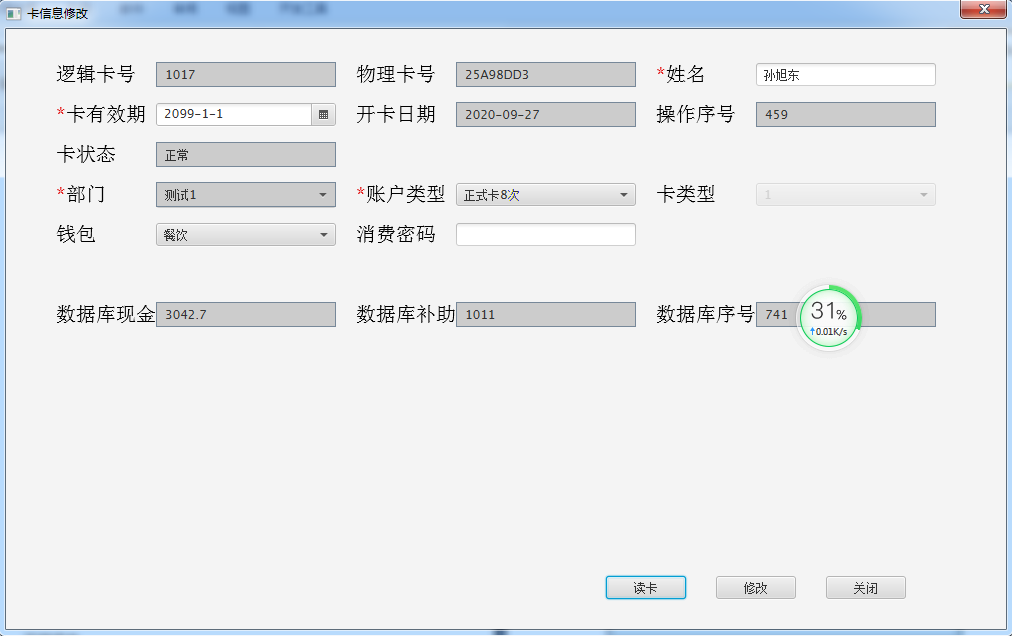 卡信息修改
逻辑卡号 1017 物理卡号 25A98DD3 *姓名 孙旭东
*卡有效期 2099-1-1 开卡日期 2020-09-27 操作序号 459
卡状态 正常
*部门 测试1 *账户类型 正式卡8次 卡类型 1
钱包 餐饮 消费密码
数据库现金 3042.7 数据库补助 1011 数据库序号 741
31%
↑0.01K/s
读卡 修改 关闭